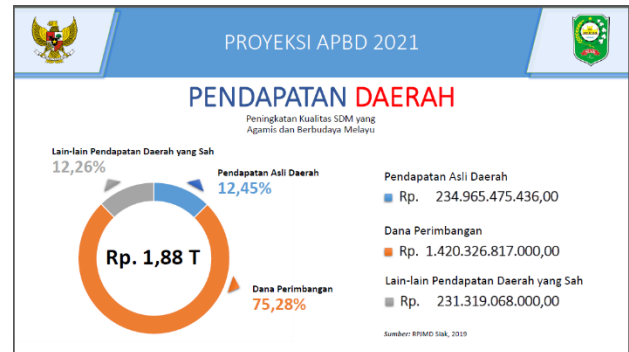 PROYEKSI APBD 2021
PENDAPATAN DAERAH
Peningkatan Kualitas SDM yang
Agamis dan Berbudaya Melayu
Lain-lain Pendapatan Daerah yang Sah
12,26%
Pendapatan Asli Daerah
12,45%
Rp. 1,88 T
Dana Perimbangan
75,28%
Pendapatan Asli Daerah
Rp. 234.965.475.436,00
Dana Perimbangan
Rp. 1.420.326.817.000,00
Lain-lain Pendapatan Daerah yang Sah
Rp. 231.319.068.000,00
Sumber: RPJMD Siak, 2019